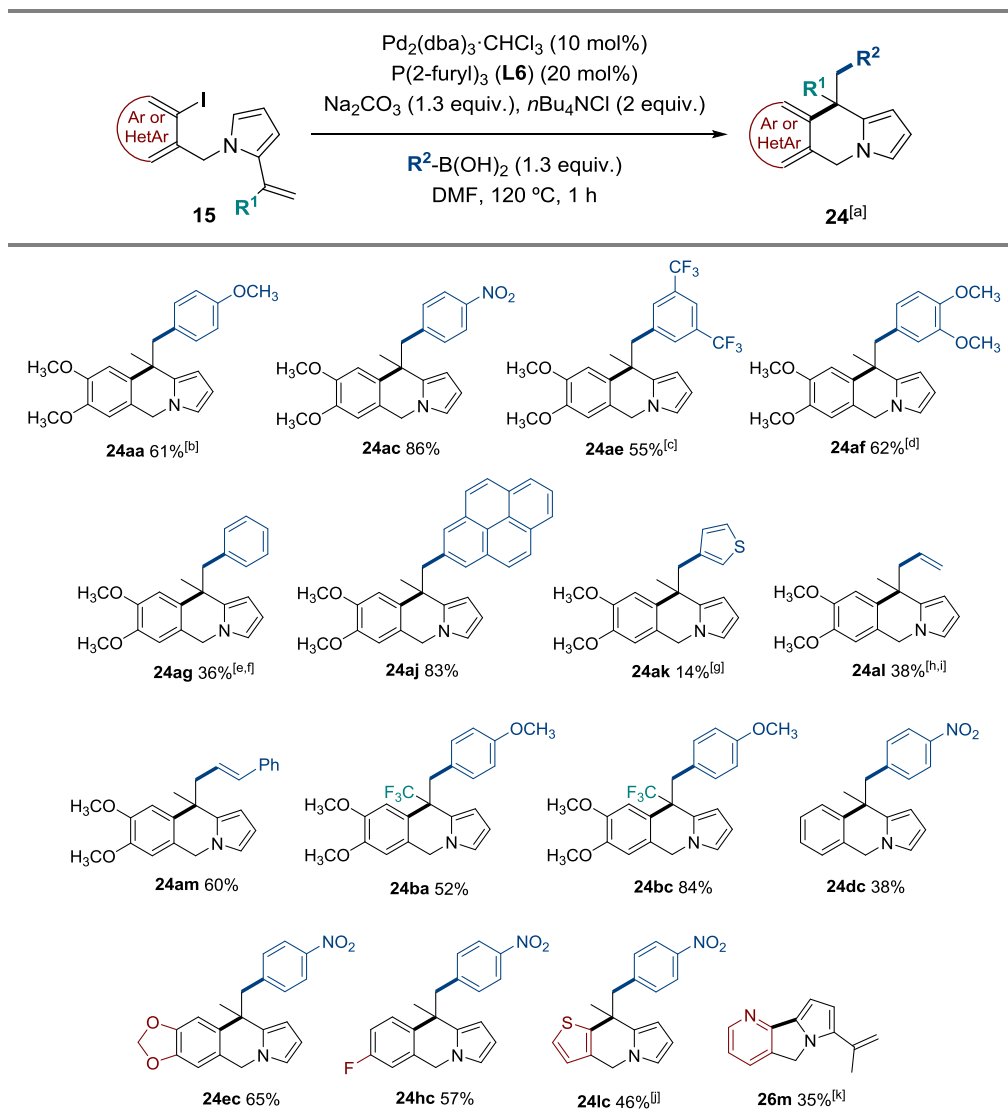 Pd2(dba)3·CHCl3 (10 mol%)
P(2-furyl)3 (L6) (20 mol%)
Na2CO3 (1.3 equiv.), nBu4NCl (2 equiv.)
R2-B(OH)2 (1.3 equiv.)
DMF, 120 ºC, 1 h
Ar or
HetAr
I
N
R1
15
R2
R1
Ar or
HetAr
N
24[a]
OCH3
H3CO
H3CO
N
24aa 61%[b]
NO2
H3CO
H3CO
N
24ac 86%
CF3
CF3
H3CO
H3CO
N
24ae 55%[c]
OCH3
OCH3
H3CO
H3CO
N
24af 62%[d]
H3CO
H3CO
N
24ag 36%[e,f]
H3CO
H3CO
N
24aj 83%
S
H3CO
H3CO
N
24ak 14%[g]
H3CO
H3CO
N
24al 38%[h,i]
Ph
H3CO
H3CO
N
24am 60%
OCH3
F3C
H3CO
H3CO
N
24ba 52%
OCH3
F3C
H3CO
H3CO
N
24bc 84%
NO2
N
24dc 38%
NO2
O
O
N
24ec 65%
NO2
F
N
24hc 57%
NO2
S
N
24lc 46%[j]
N
N
26m 35%[k]